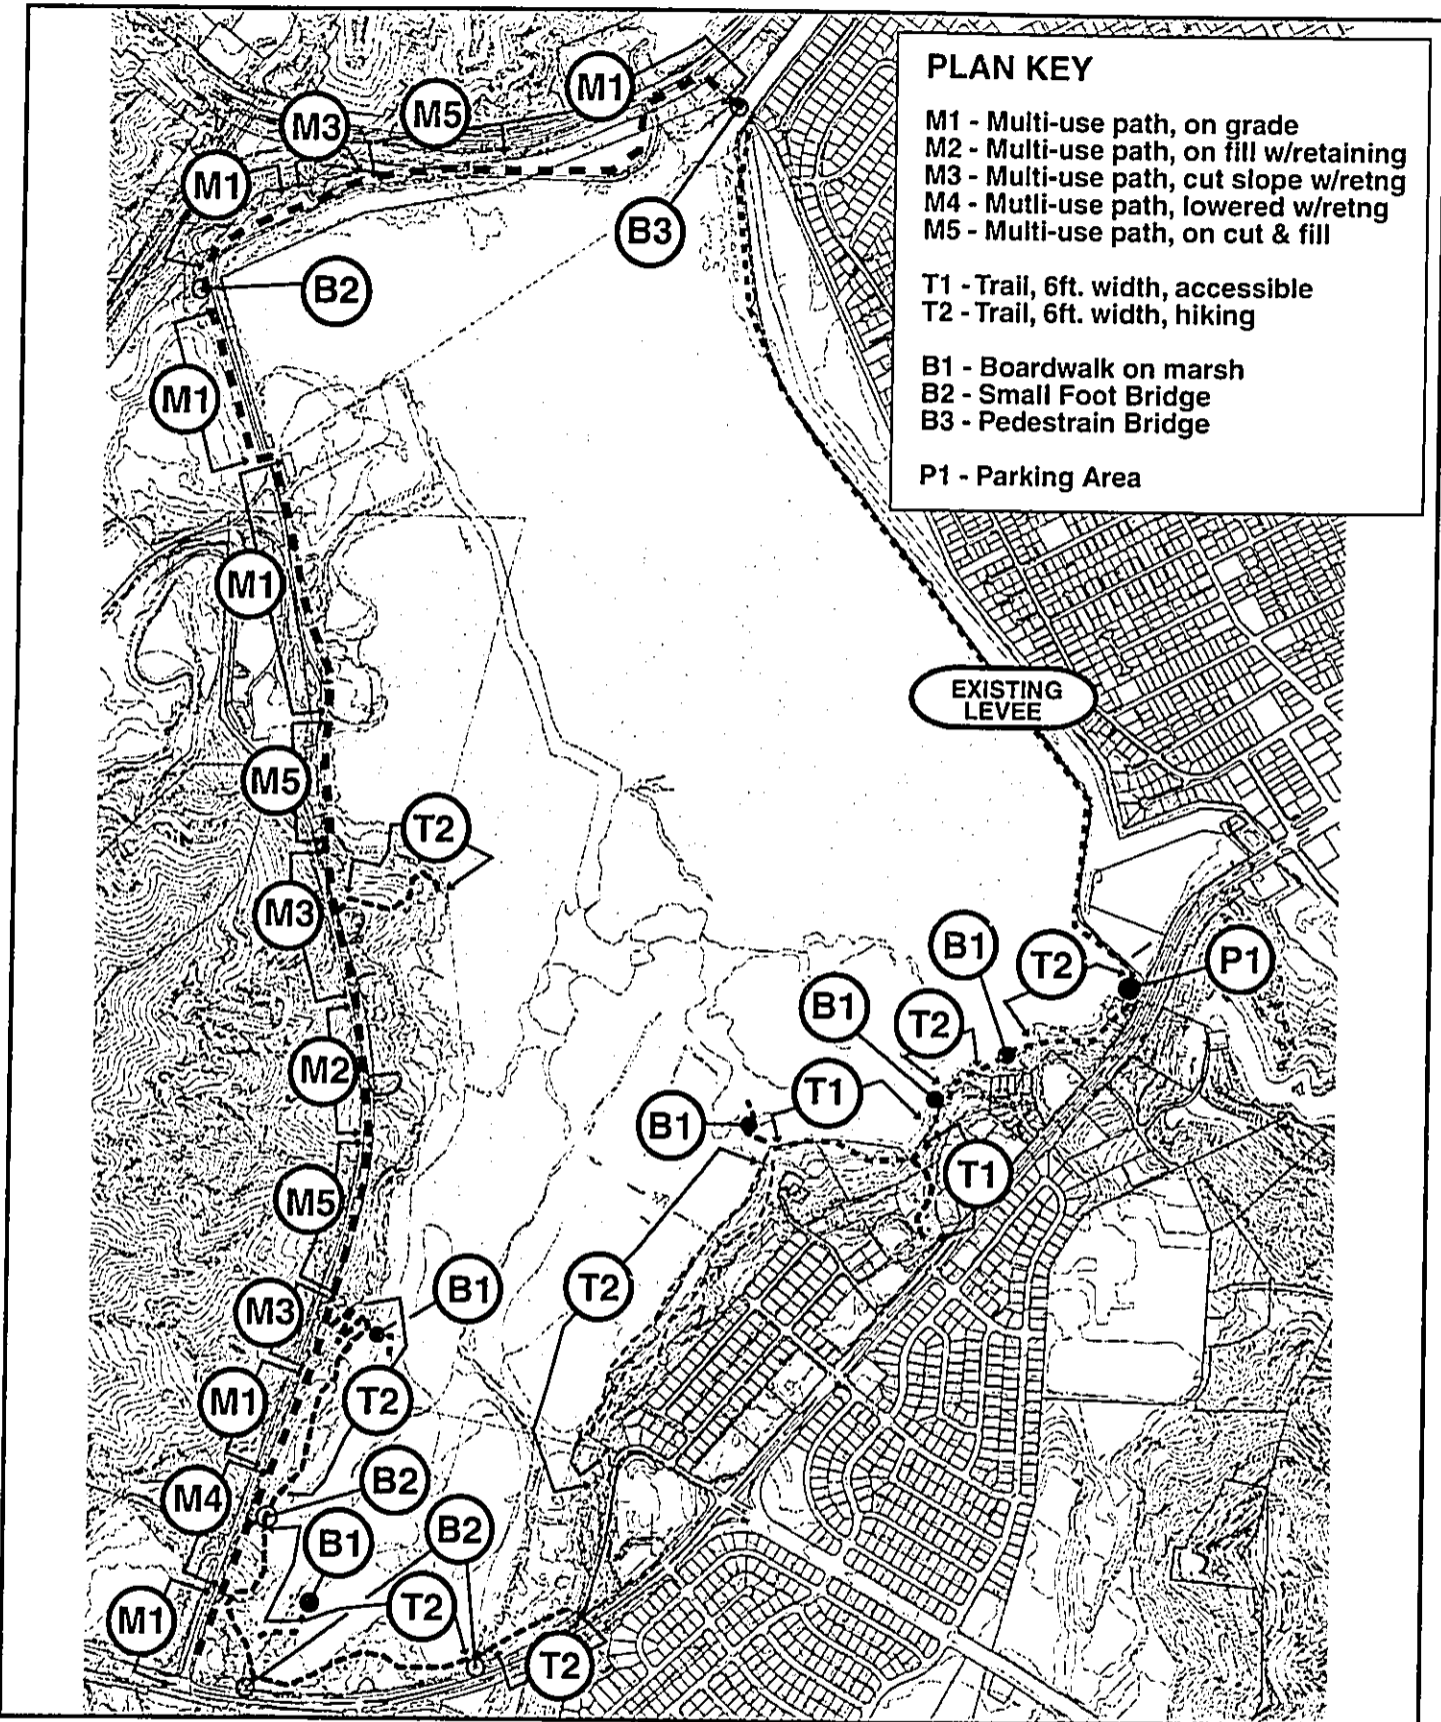 PLAN KEY
M1 - Multi-use path, on grade
M2 - Multi-use path, on fill w/retaining
M3 - Multi-use path, cut slope w/retng
M4 - Mutli-use path, lowered w/retng
M5 - Multi-use path, on cut & fill
T1 - Trail, 6ft. width, accessible
T2 - Trail, 6ft. width, hiking
B1 - Boardwalk on marsh
B2 - Small Foot Bridge
B3 - Pedestrain Bridge
P1 - Parking Area
M1
M5
M3
M1
B3
B2
M1
M1
EXISTING
LEVEE
M5
T2
M3
B1
T2
P1
B1
T2
M2
T1
B1
T1
M5
T2
B1
M3
T2
M1
B2
M4
B2
B1
T2
M1
T2